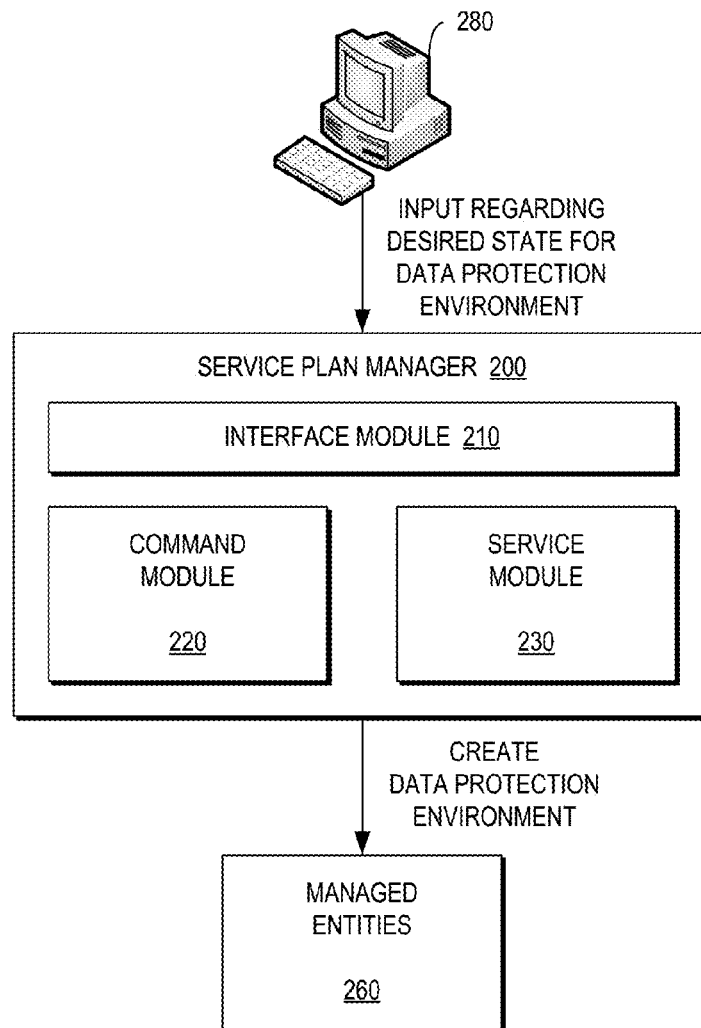 280
INPUT REGARDING
DESIRED STATE FOR
DATA PROTECTION
ENVIRONMENT
SERVICE PLAN MANAGER 200
INTERFACE MODULE 210
COMMAND
MODULE
220
SERVICE
MODULE
230
CREATE
DATA PROTECTION
ENVIRONMENT
MANAGED
ENTITIES
260